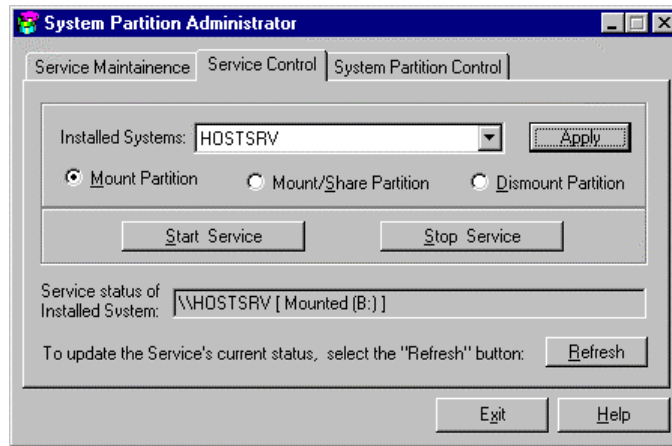 System Partition Administrator
Service Maintainence Service Control System Partition Control
Installed Systems: HOSTSRV Apply
Mount Partition Mount/Share Partition Dismount Partition
Start Service Stop Service
Service status of
Installed System: \\HOSTSRV [ Mounted (B:) ]
To update the Service's current status, select the "Refresh" button: Refresh
Exit Help